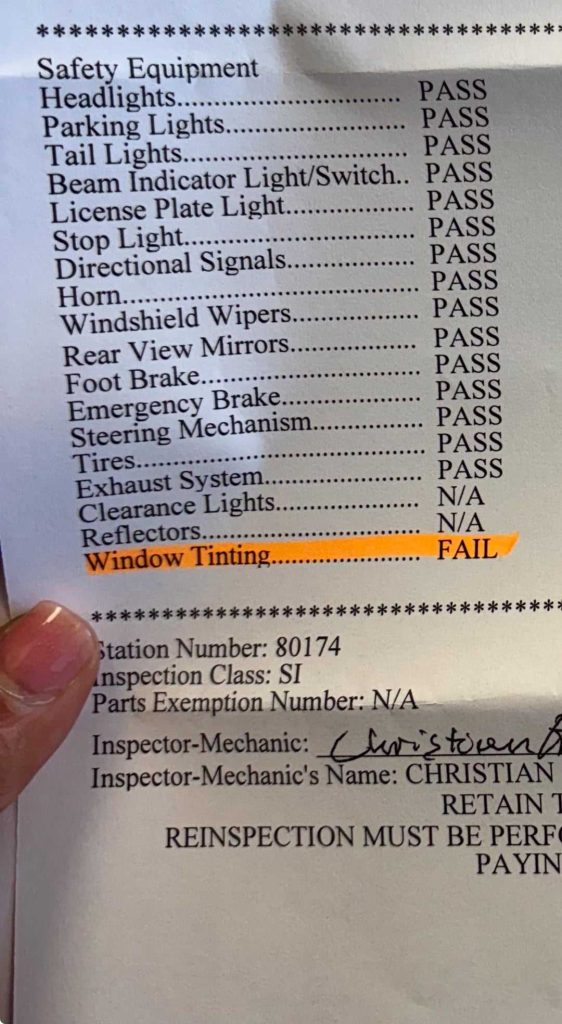 ****************************************
Safety Equipment
Headlights.............................. PASS
Parking Lights........................ PASS
Tail Lights.............................. PASS
Beam Indicator Light/Switch.. PASS
License Plate Light................. PASS
Stop Light.............................. PASS
Directional Signals................. PASS
Horn....................................... PASS
Windshield Wipers................. PASS
Rear View Mirrors................. PASS
Foot Brake............................. PASS
Emergency Brake................... PASS
Steering Mechanism............... PASS
Tires....................................... PASS
Exhaust System...................... PASS
Clearance Lights.................... N/A
Reflectors.............................. N/A
Window Tinting..................... FAIL
****************************************
Station Number: 80174
Inspection Class: SI
Parts Exemption Number: N/A
Inspector-Mechanic: Christian
Inspector-Mechanic's Name: CHRISTIAN
RETAIN T
REINSPECTION MUST BE PERFO
PAYIN